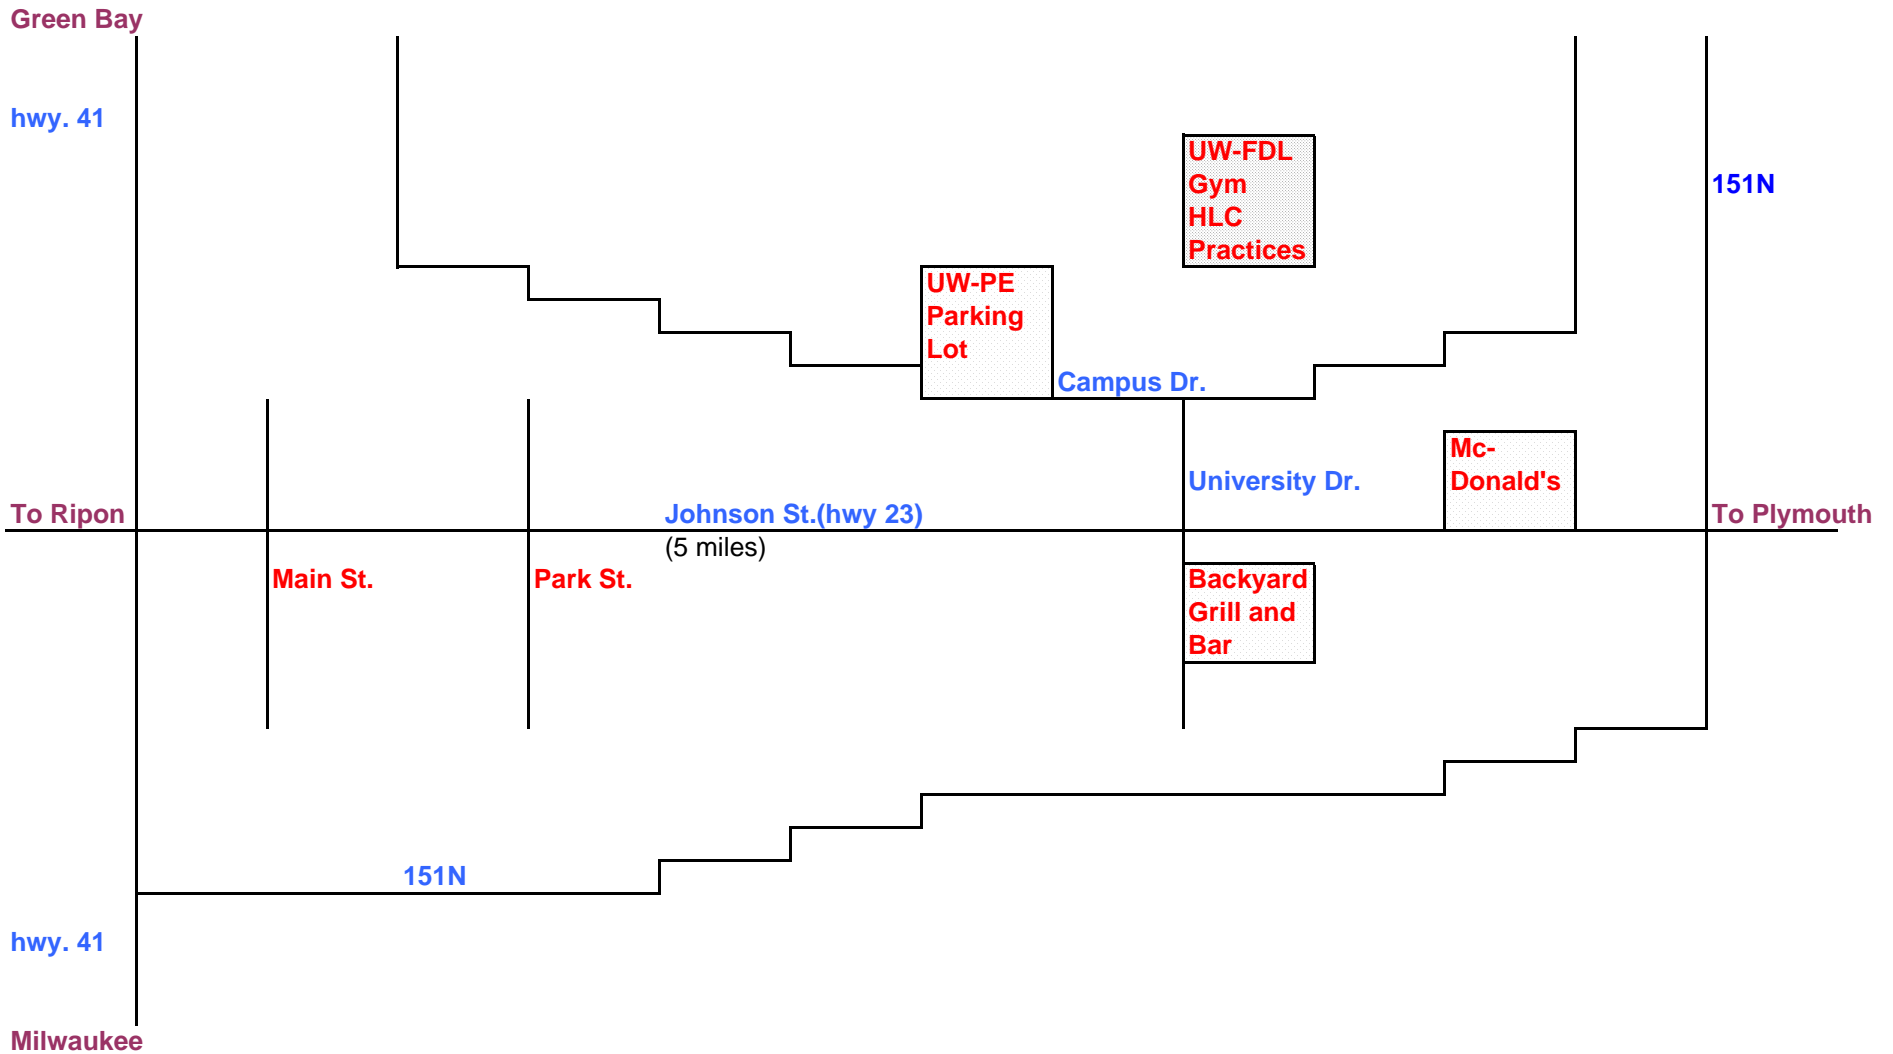 Green Bay
hwy. 41
UW-FDL
Gym
HLC
Practices
151N
UW-PE
Parking
Lot
Campus Dr.
Mc-
Donald's
University Dr.
To Ripon
Johnson St.(hwy 23)
To Plymouth
(5 miles)
Main St.
Park St.
Backyard
Grill and
Bar
151N
hwy. 41
Milwaukee